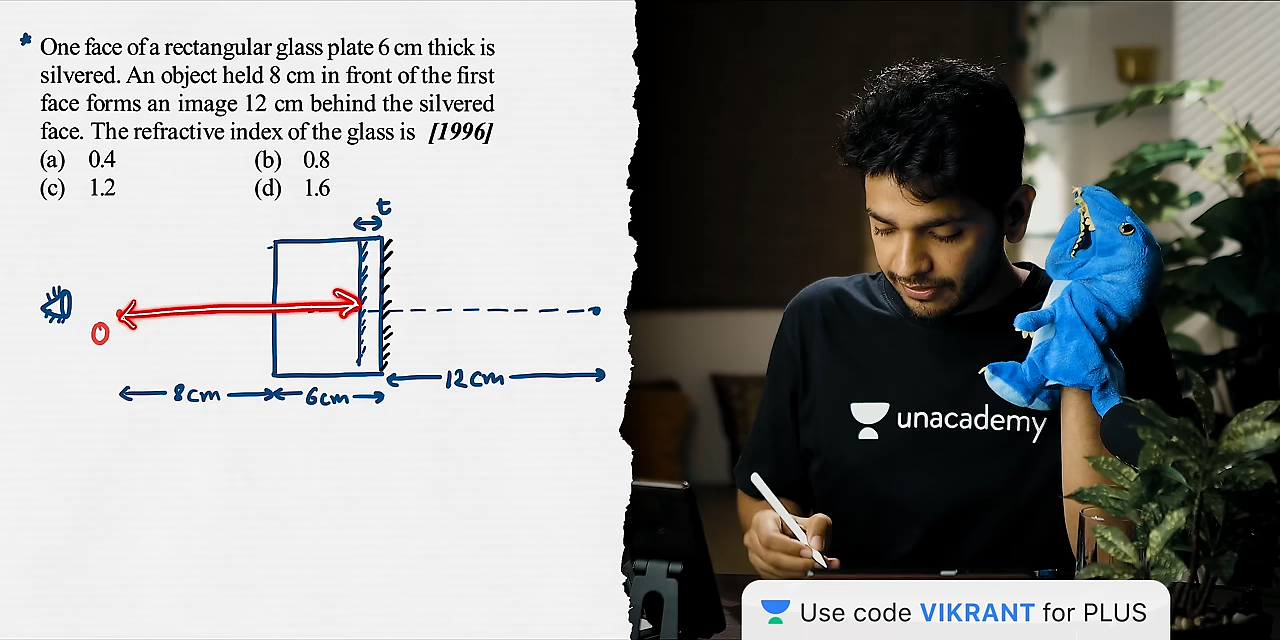 * One face of a rectangular glass plate 6 cm thick is
silvered. An object held 8 cm in front of the first
face forms an image 12 cm behind the silvered
face. The refractive index of the glass is [1996]
(a) 0.4 (b) 0.8
(c) 1.2 (d) 1.6
t
O
8cm 6cm 12cm
unacademy
Use code VIKRANT for PLUS